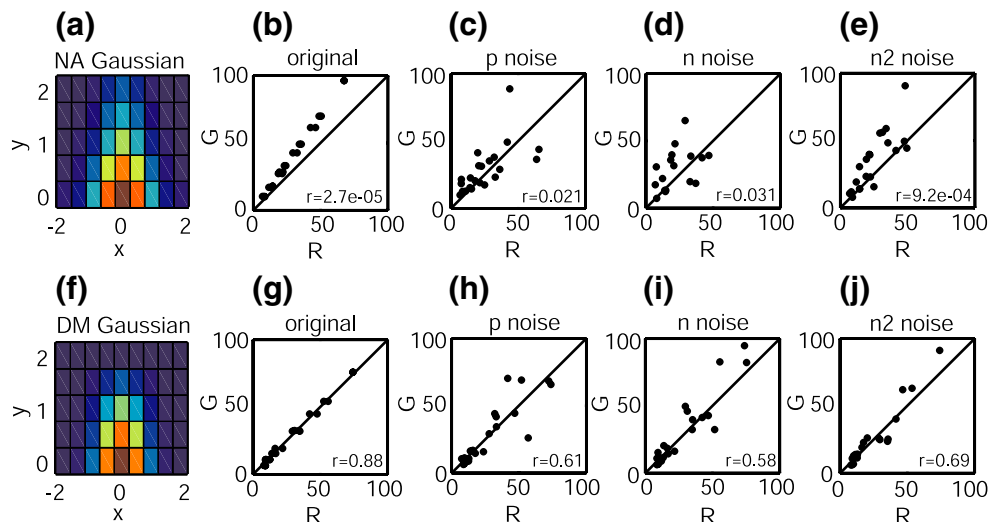 (a)
NA Gaussian
2
1
0
y
-2
0
2
x
(b)
original
100
50
0
G
r=2.7e-05
0
50
100
R
(c)
p noise
100
50
0
G
r=0.021
0
50
100
R
(d)
n noise
100
50
0
G
r=0.031
0
50
100
R
(e)
n2 noise
100
50
0
G
r=9.2e-04
0
50
100
R
(f)
DM Gaussian
2
1
0
y
-2
0
2
x
(g)
original
100
50
0
G
r=0.88
0
50
100
R
(h)
p noise
100
50
0
G
r=0.61
0
50
100
R
(i)
n noise
100
50
0
G
r=0.58
0
50
100
R
(j)
n2 noise
100
50
0
G
r=0.69
0
50
100
R